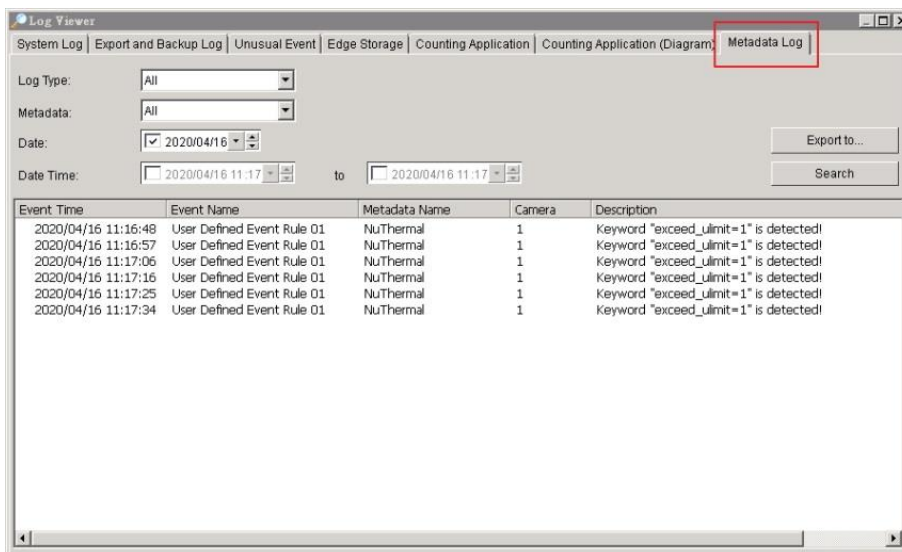 Log Viewer
System Log Export and Backup Log Unusual Event Edge Storage Counting Application Counting Application (Diagram) Metadata Log
Log Type: All
Metadata: All
Date: 2020/04/16 Export to...
Date Time: 2020/04/16 11:17 to 2020/04/16 11:17 Search
Event Time Event Name Metadata Name Camera Description
2020/04/16 11:16:48 User Defined Event Rule 01 NuThermal 1 Keyword "exceed_ulimit=1" is detected!
2020/04/16 11:16:57 User Defined Event Rule 01 NuThermal 1 Keyword "exceed_ulimit=1" is detected!
2020/04/16 11:17:06 User Defined Event Rule 01 NuThermal 1 Keyword "exceed_ulimit=1" is detected!
2020/04/16 11:17:16 User Defined Event Rule 01 NuThermal 1 Keyword "exceed_ulimit=1" is detected!
2020/04/16 11:17:25 User Defined Event Rule 01 NuThermal 1 Keyword "exceed_ulimit=1" is detected!
2020/04/16 11:17:34 User Defined Event Rule 01 NuThermal 1 Keyword "exceed_ulimit=1" is detected!